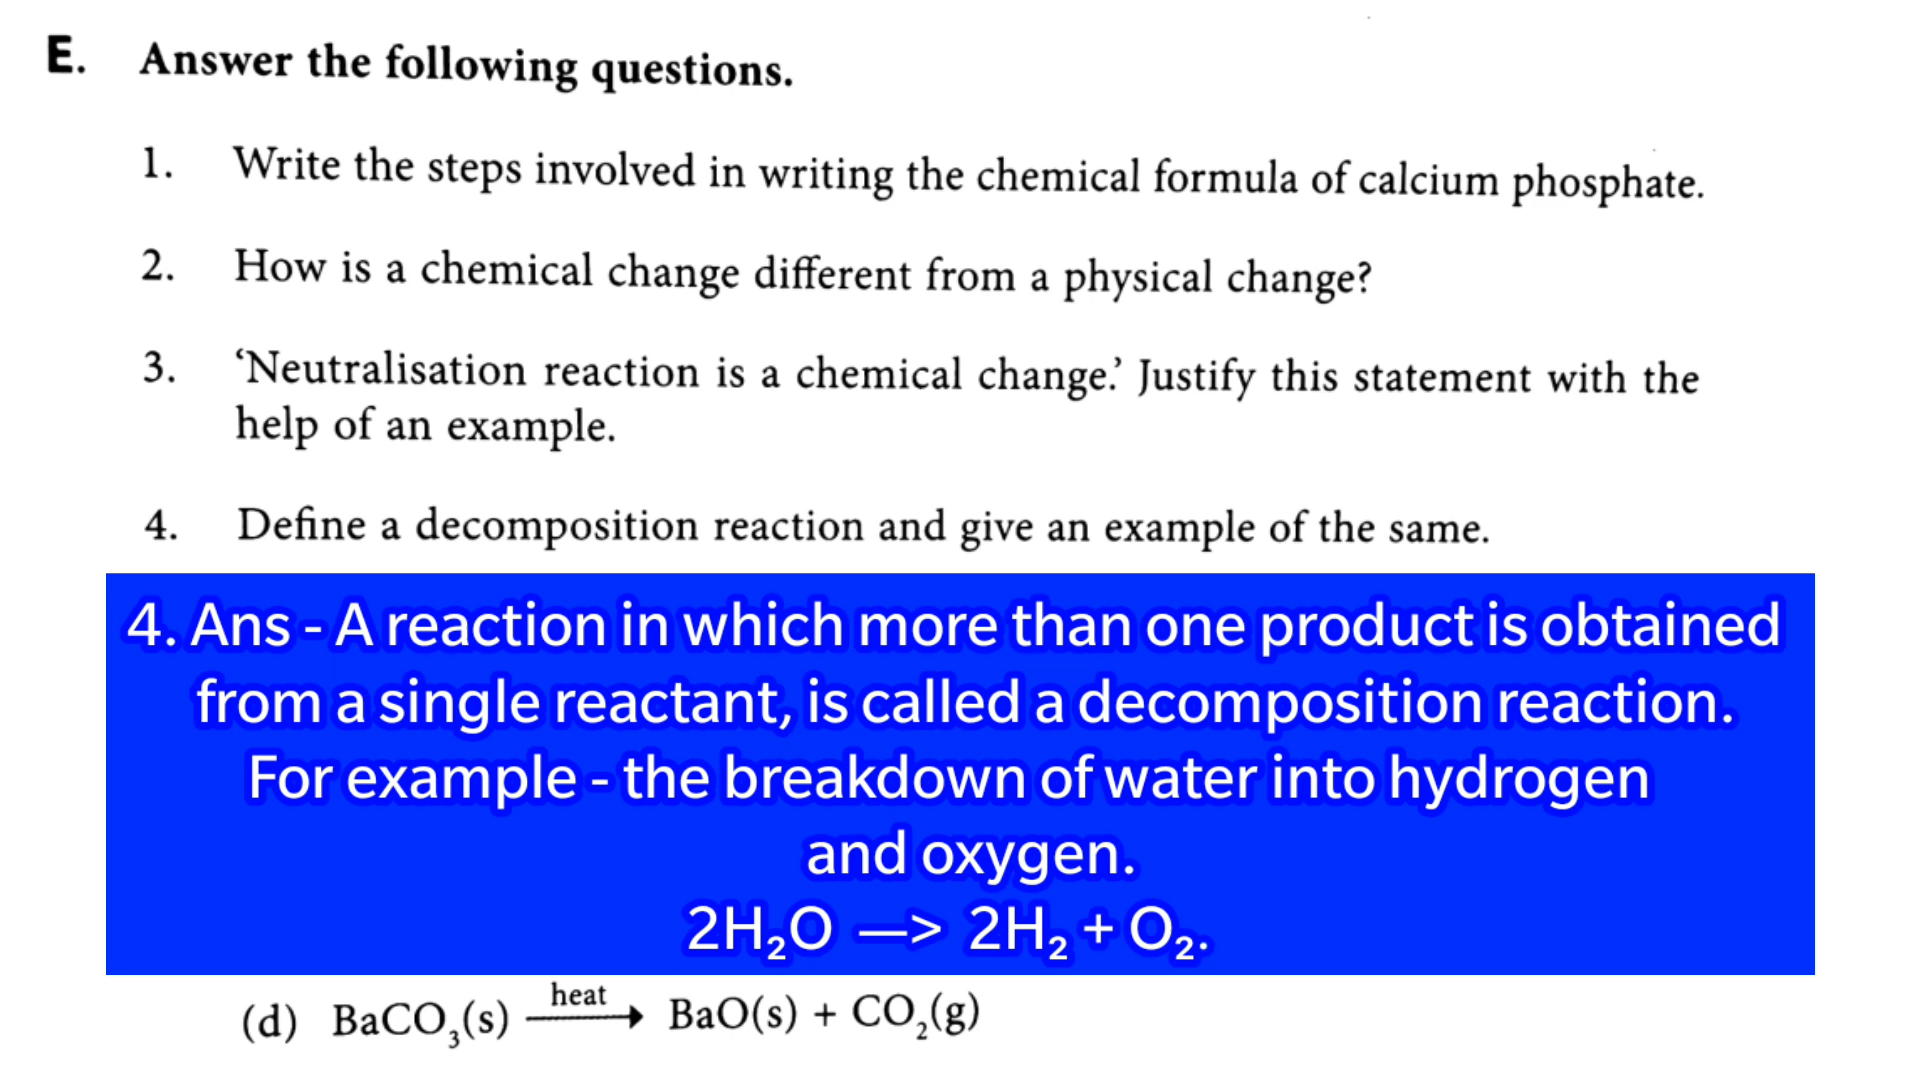 E. Answer the following questions.
1. Write the steps involved in writing the chemical formula of calcium phosphate.
2. How is a chemical change different from a physical change?
3. ‘Neutralisation reaction is a chemical change.’ Justify this statement with the
help of an example.
4. Define a decomposition reaction and give an example of the same.
4. Ans - A reaction in which more than one product is obtained
from a single reactant, is called a decomposition reaction.
For example - the breakdown of water into hydrogen
and oxygen.
2H₂O —> 2H₂ + O₂.
heat
(d) BaCO₃(s) ⟶ BaO(s) + CO₂(g)